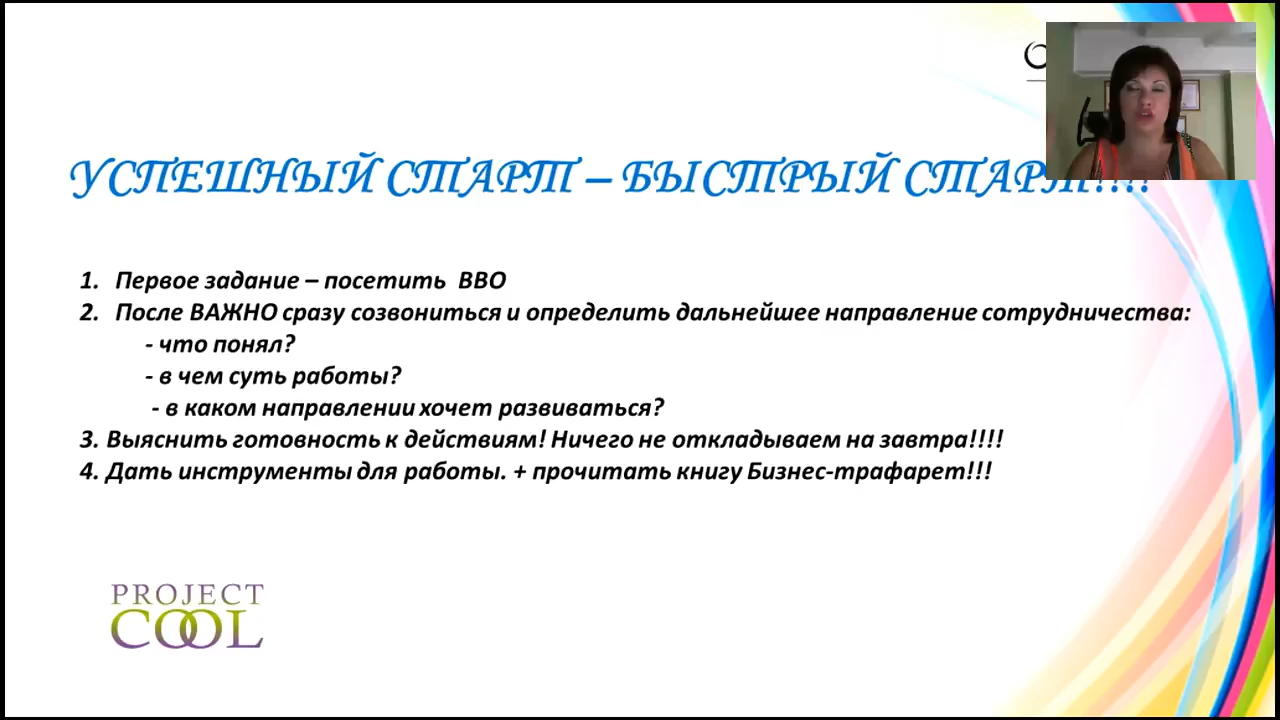 УСПЕШНЫЙ СТАРТ – БЫСТРЫЙ СТАРТ!!!!
1. Первое задание – посетить ВВО
2. После ВАЖНО сразу созвониться и определить дальнейшее направление сотрудничества:
- что понял?
- в чем суть работы?
- в каком направлении хочет развиваться?
3. Выяснить готовность к действиям! Ничего не откладываем на завтра!!!!
4. Дать инструменты для работы. + прочитать книгу Бизнес-трафарет!!!
PROJECT
COOL